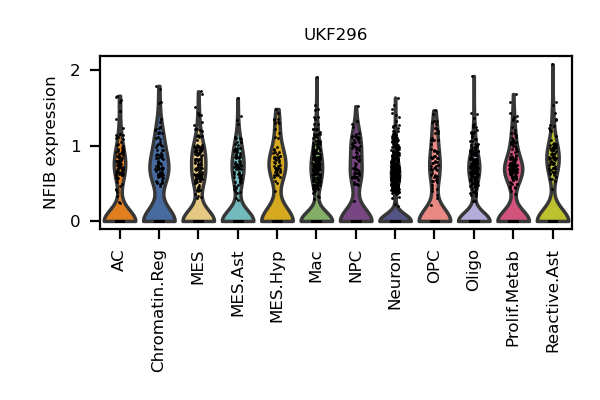 UKF296
NFIB expression
2
1
0
AC
Chromatin.Reg
MES
MES.Ast
MES.Hyp
Mac
NPC
Neuron
OPC
Oligo
Prolif.Metab
Reactive.Ast